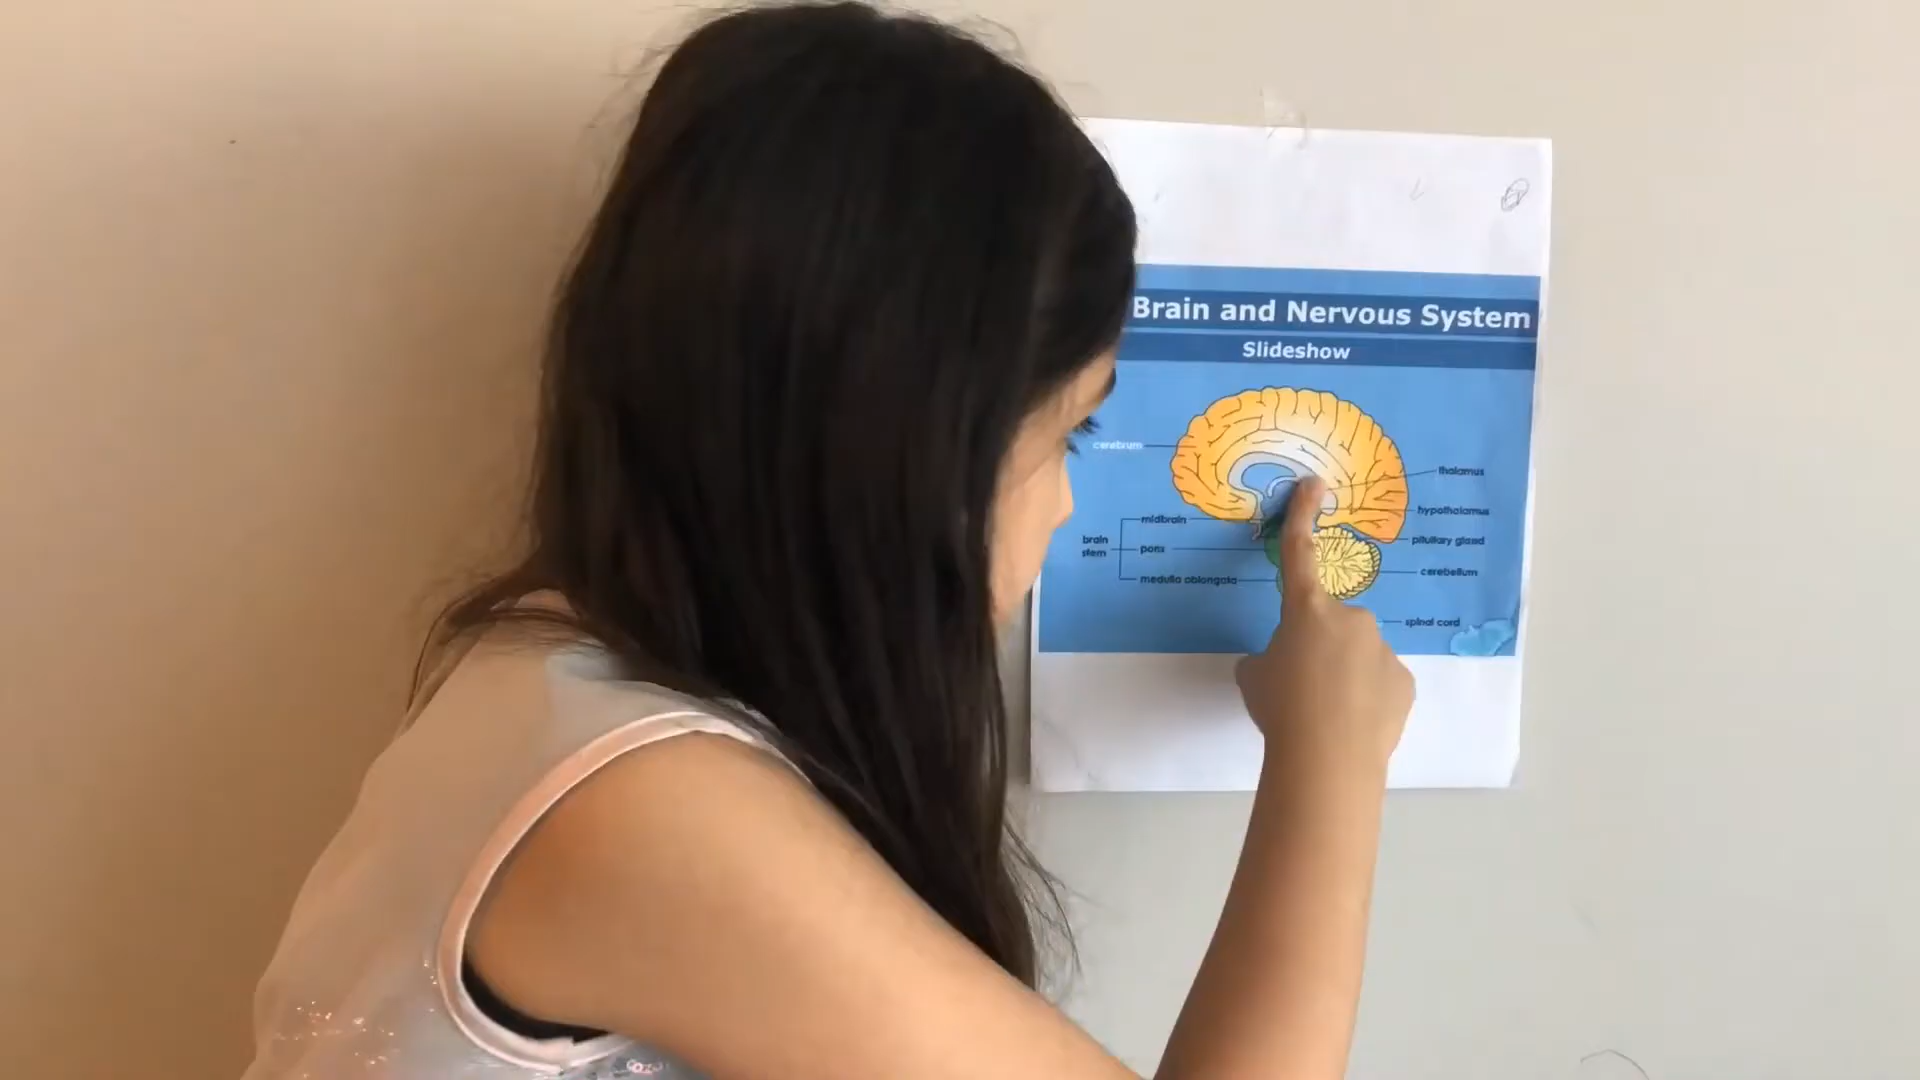 Brain and Nervous System
Slideshow
cerebrum
thalamus
hypothalamus
midbrain
brain
stem
pons
pituitary gland
medulla oblongata
cerebellum
spinal cord